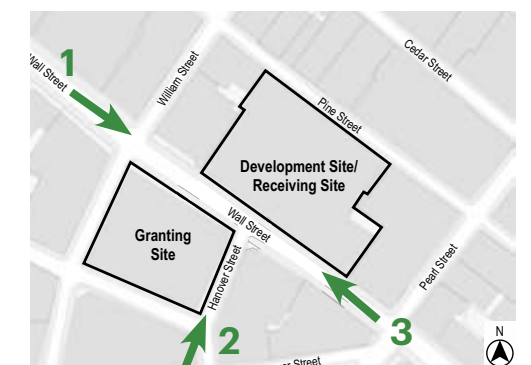 1
Wall Street
William Street
Cedar Street
Pine Street
Development Site/
Receiving Site
Wall Street
Granting
Site
Hanover Street
Pearl Street
2
3
Street
N